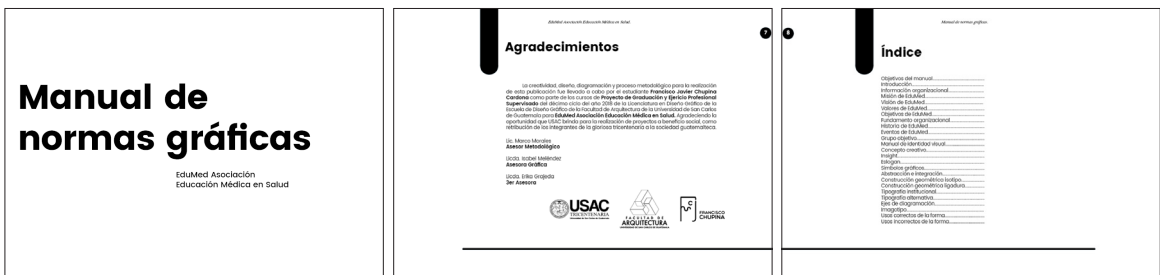 Manual de
normas gráficas
EduMed Asociación
Educación Médica en Salud
EduMed Asociación Educación Médica en Salud.
7
Agradecimientos
La creatividad, diseño, diagramación y proceso metodológico para la realización
de esta publicación fue llevado a cabo por el estudiante Francisco Javier Chupina
Cardona como parte de los cursos de Proyecto de Graduación y Ejericio Profesional
Supervisado del décimo ciclo del año 2018 de la Licenciatura en Diseño Gráfico de la
Escuela de Diseño Gráfico de la Facultad de Arquitectura de la Universidad de San Carlos
de Guatemala para EduMed Asociación Educación Médica en Salud. Agradeciendo la
oportunidad que USAC brinda para la realización de proyectos a beneficio social, como
retribución de los integrantes de la gloriosa tricentenaria a la sociedad guatemalteca.
Lic. Marco Morales
Asesor Metodológico
Licda. Isabel Meléndez
Asesora Gráfica
Licda. Erika Grajeda
3er Asesora
USAC
TRICENTENARIA
FACULTAD DE
ARQUITECTURA
FRANCISCO
CHUPINA
8
Manual de normas gráficas.
Índice
Objetivos del manual
Introducción
Información organizacional
Misión de EduMed
Visión de EduMed
Valores de EduMed
Objetivos de EduMed
Fundamento organizacional
Historia de EduMed
Eventos de EduMed
Grupo objetivo
Manual de identidad visual
Concepto creativo
Insight
Eslogan
Símbolos gráficos
Abstracción e integración
Construcción geométrica isotipo
Construcción geométrica ligadura
Tipografía institucional
Tipografía alternativa
Ejes de diagramación
Imagotipo
Usos correctos de la forma
Usos incorrectos de la forma